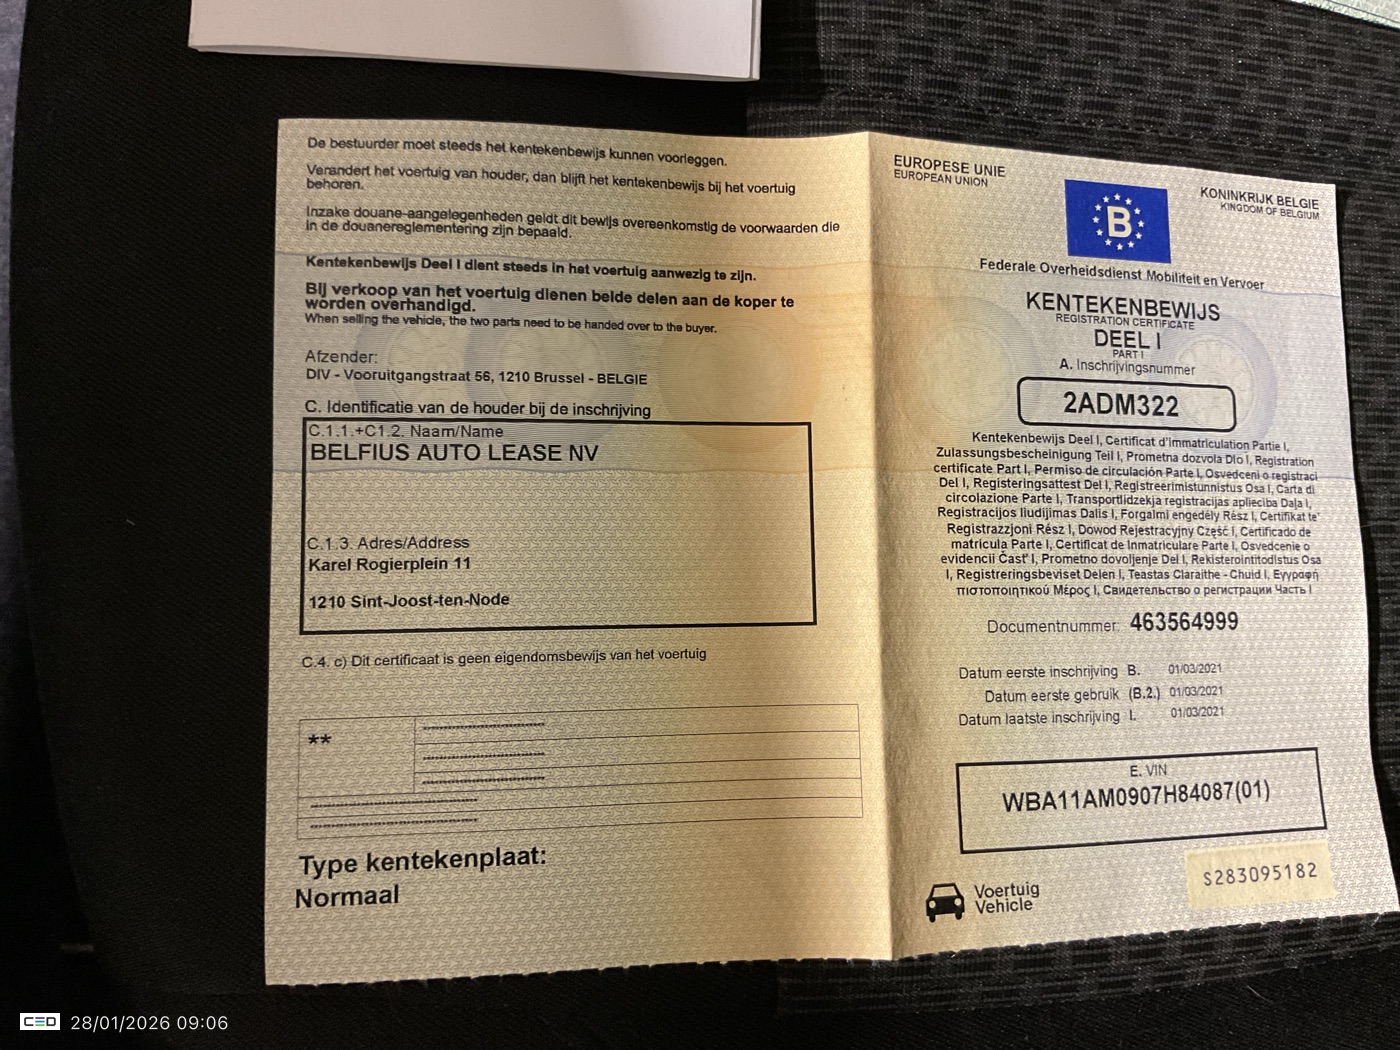 De bestuurder moet steeds het kentekenbewijs kunnen voorleggen.
Verandert het voertuig van houder, dan blijft het kentekenbewijs bij het voertuig
behoren.
Inzake douane-aangelegenheden geldt dit bewijs overeenkomstig de voorwaarden die
in de douanereglementering zijn bepaald.
Kentekenbewijs Deel I dient steeds in het voertuig aanwezig te zijn.
Bij verkoop van het voertuig dienen beide delen aan de koper te
worden overhandigd.
When selling the vehicle, the two parts need to be handed over to the buyer.
Afzender:
DIV - Vooruitgangstraat 56, 1210 Brussel - BELGIE
C. Identificatie van de houder bij de inschrijving
C.1.1.+C1.2. Naam/Name
BELFIUS AUTO LEASE NV
C.1.3. Adres/Address
Karel Rogierplein 11
1210 Sint-Joost-ten-Node
C.4. c) Dit certificaat is geen eigendomsbewijs van het voertuig
**
Type kentekenplaat:
Normaal
EUROPESE UNIE
EUROPEAN UNION
B
KONINKRIJK BELGIE
KINGDOM OF BELGIUM
Federale Overheidsdienst Mobiliteit en Vervoer
KENTEKENBEWIJS
REGISTRATION CERTIFICATE
DEEL I
PART I
A. Inschrijvingsnummer
2ADM322
Kentekenbewijs Deel I, Certificat d'immatriculation Partie I,
Zulassungsbescheinigung Teil I, Prometna dozvola Dio I, Registration
certificate Part I, Permiso de circulación Parte I, Osvedceni o registraci
Del I, Registeringsattest Del I, Registreerimistunnistus Osa I, Carta di
circolazione Parte I, Transportlidzekja registracijas aplieciba Daļa I,
Registracijos liudijimas Dalis I, Forgalmi engedély Rész I, Certifikat te'
Registrazzjoni Rész I, Dowod Rejestracyjny Część I, Certificado de
matricula Parte I, Certificat de Inmatriculare Parte I, Osvedcenie o
evidencii Časť I, Prometno dovoljenje Del I, Rekisterointitodistus Osa
I, Registreringsbeviset Delen I, Teastas Claraithe - Chuid I, Εγγραφή
πιστοποιητικού Μέρος I, Свидетельство о регистрации Часть I
Documentnummer: 463564999
Datum eerste inschrijving B. 01/03/2021
Datum eerste gebruik (B.2.) 01/03/2021
Datum laatste inschrijving I. 01/03/2021
E. VIN
WBA11AM0907H84087(01)
Voertuig
Vehicle
S283095182
CED 28/01/2026 09:06